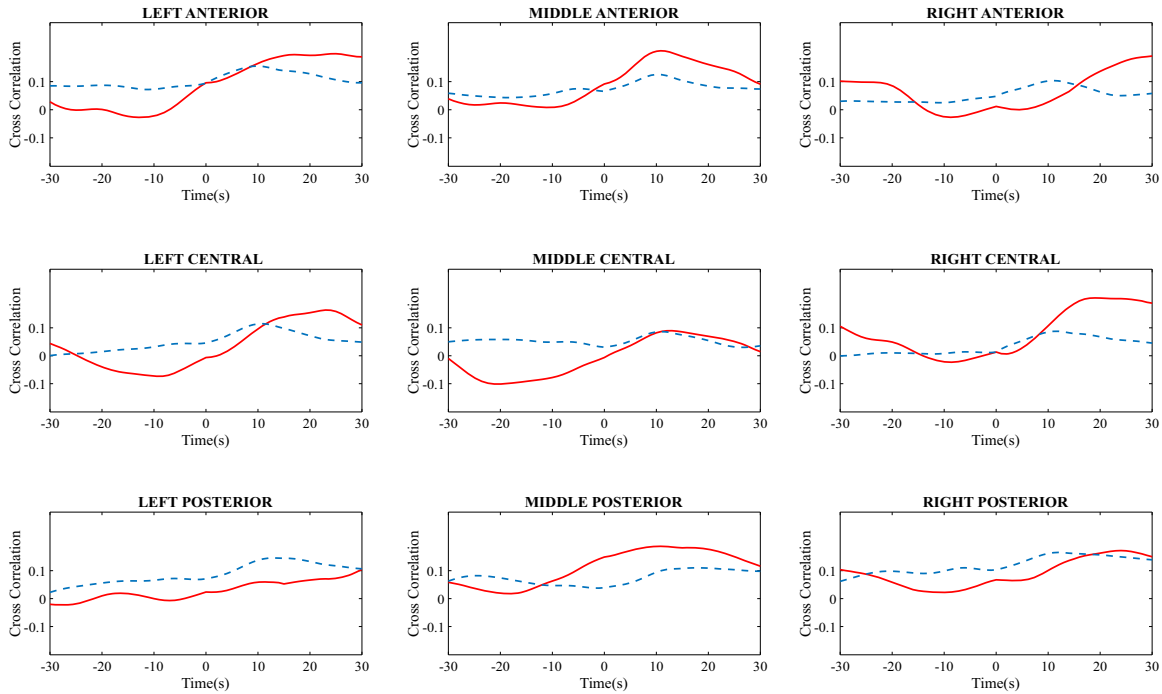 LEFT ANTERIOR
MIDDLE ANTERIOR
RIGHT ANTERIOR
Cross Correlation
0.1
0
-0.1
-30 -20 -10 0 10 20 30
Time(s)
Cross Correlation
0.1
0
-0.1
-30 -20 -10 0 10 20 30
Time(s)
Cross Correlation
0.1
0
-0.1
-30 -20 -10 0 10 20 30
Time(s)
LEFT CENTRAL
MIDDLE CENTRAL
RIGHT CENTRAL
Cross Correlation
0.1
0
-0.1
-30 -20 -10 0 10 20 30
Time(s)
Cross Correlation
0.1
0
-0.1
-30 -20 -10 0 10 20 30
Time(s)
Cross Correlation
0.1
0
-0.1
-30 -20 -10 0 10 20 30
Time(s)
LEFT POSTERIOR
MIDDLE POSTERIOR
RIGHT POSTERIOR
Cross Correlation
0.1
0
-0.1
-30 -20 -10 0 10 20 30
Time(s)
Cross Correlation
0.1
0
-0.1
-30 -20 -10 0 10 20 30
Time(s)
Cross Correlation
0.1
0
-0.1
-30 -20 -10 0 10 20 30
Time(s)